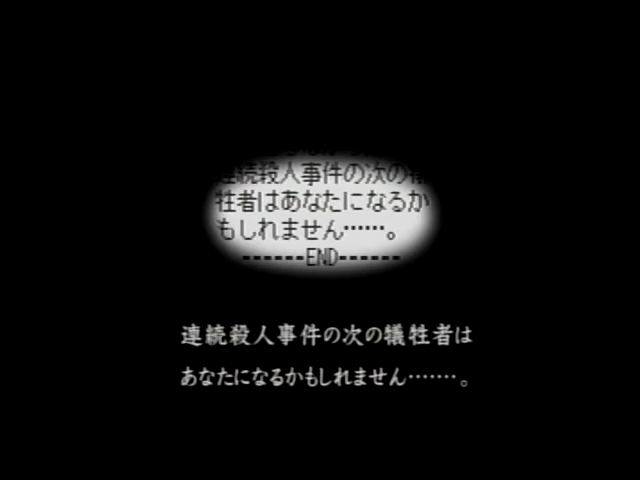 連続殺人事件の次の犠
牲者はあなたになるか
もしれません……。
------END------
連続殺人事件の次の犠牲者は
あなたになるかもしれません…….。